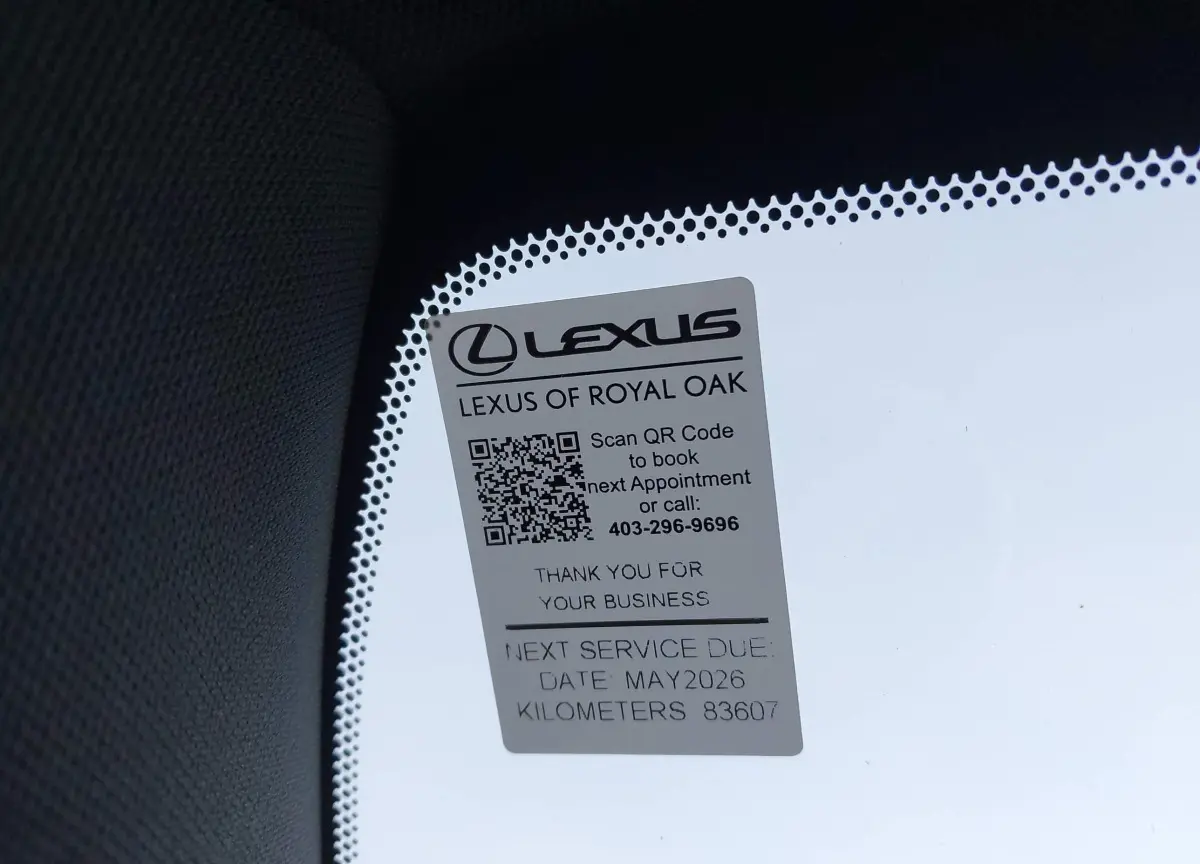 LEXUS
LEXUS OF ROYAL OAK
Scan QR Code
to book
next Appointment
or call:
403-296-9696
THANK YOU FOR
YOUR BUSINESS
NEXT SERVICE DUE:
DATE: MAY2026
KILOMETERS 83607